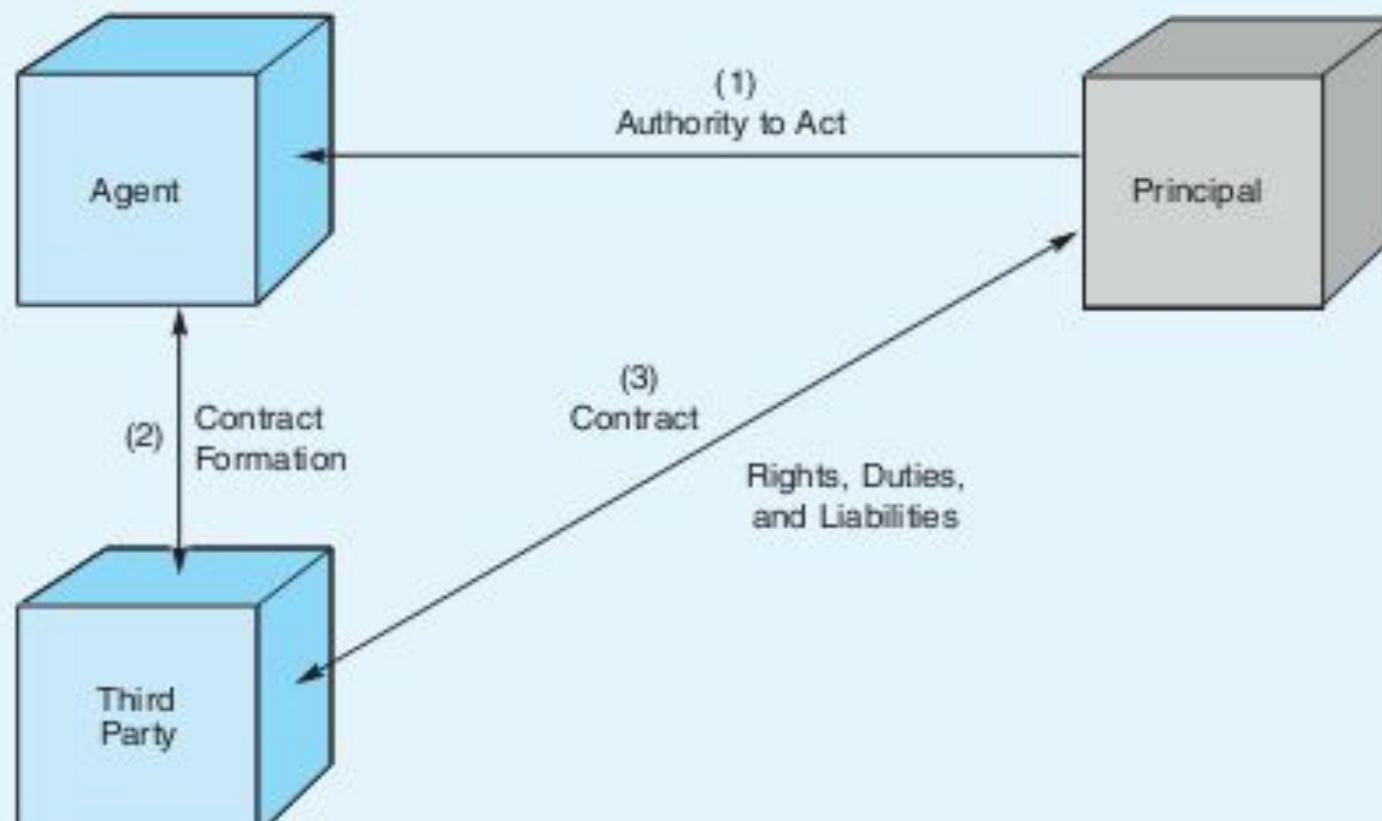 (1)
Authority to Act
Agent
Principal
(3)
Contract
(2)
Contract
Formation
Rights, Duties,
and Liabilities
Third
Party